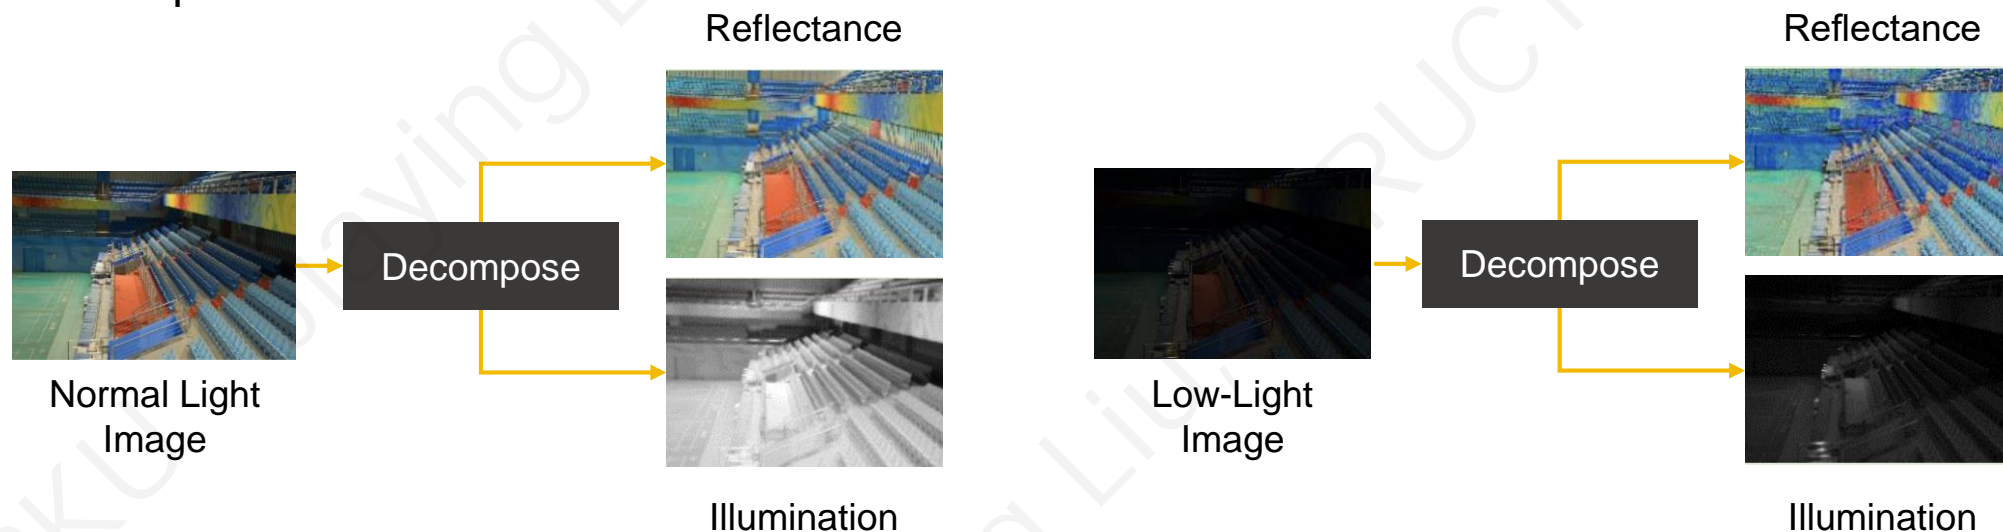 Reflectance
Reflectance
Decompose
Decompose
Normal Light
Image
Low-Light
Image
Illumination
Illumination